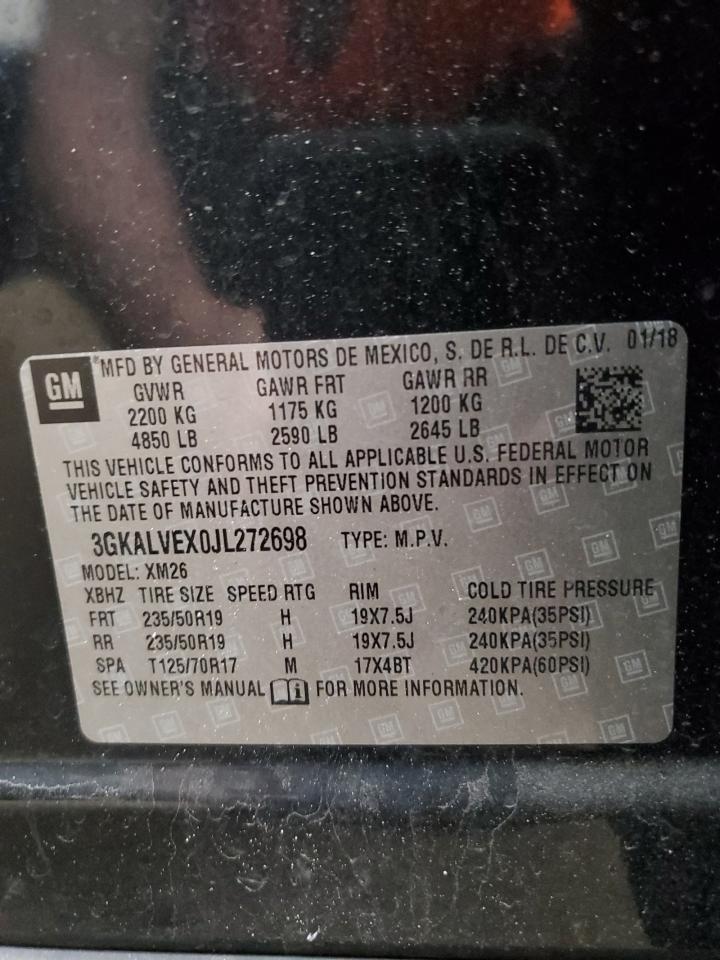 GM
*MFD BY GENERAL MOTORS DE MEXICO, S. DE R.L. DE C.V. 01/18
GVWR GAWR FRT GAWR RR
2200 KG 1175 KG 1200 KG
4850 LB 2590 LB 2645 LB
THIS VEHICLE CONFORMS TO ALL APPLICABLE U.S. FEDERAL MOTOR
VEHICLE SAFETY AND THEFT PREVENTION STANDARDS IN EFFECT ON
THE DATE OF MANUFACTURE SHOWN ABOVE.
3GKALVEX0JL272698 TYPE: M.P.V.
MODEL: XM26
XBHZ TIRE SIZE SPEED RTG RIM COLD TIRE PRESSURE
FRT 235/50R19 H 19X7.5J 240KPA(35PSI)
RR 235/50R19 H 19X7.5J 240KPA(35PSI)
SPA T125/70R17 M 17X4BT 420KPA(60PSI)
SEE OWNER'S MANUAL FOR MORE INFORMATION.